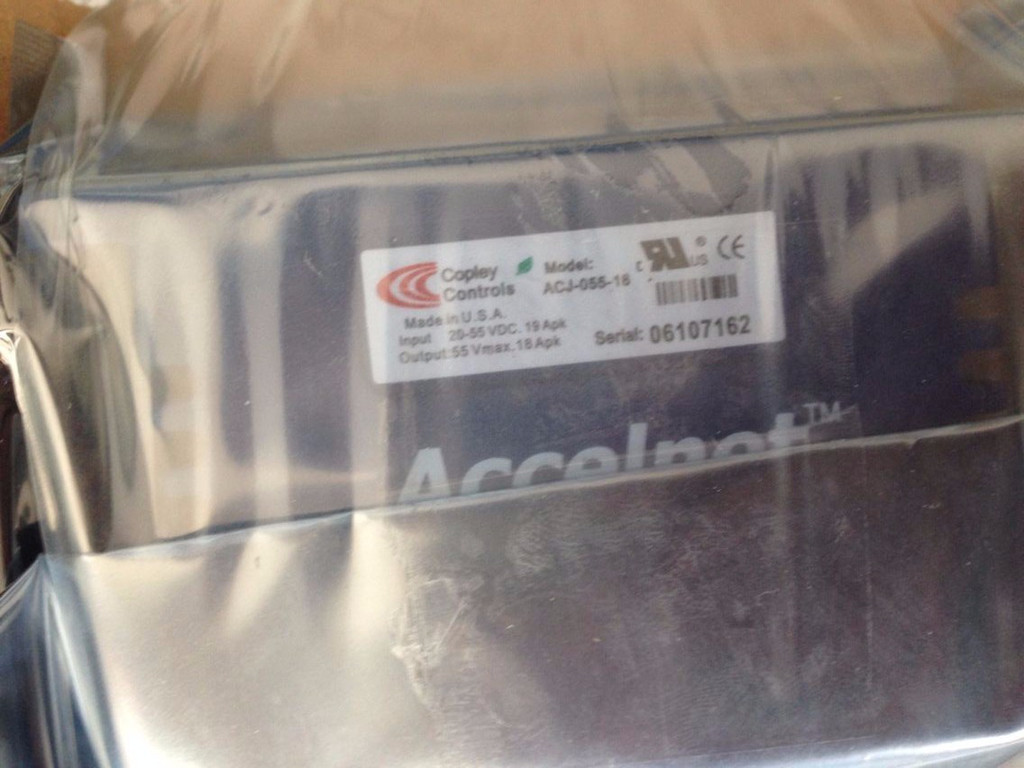 Copley
Controls
Model:
ACJ-055-18
c RU ® US CE
Made in U.S.A.
Input 20-55 VDC. 19 Apk
Output: 55 Vmax. 18 Apk
Serial: 06107162
Accelnet™